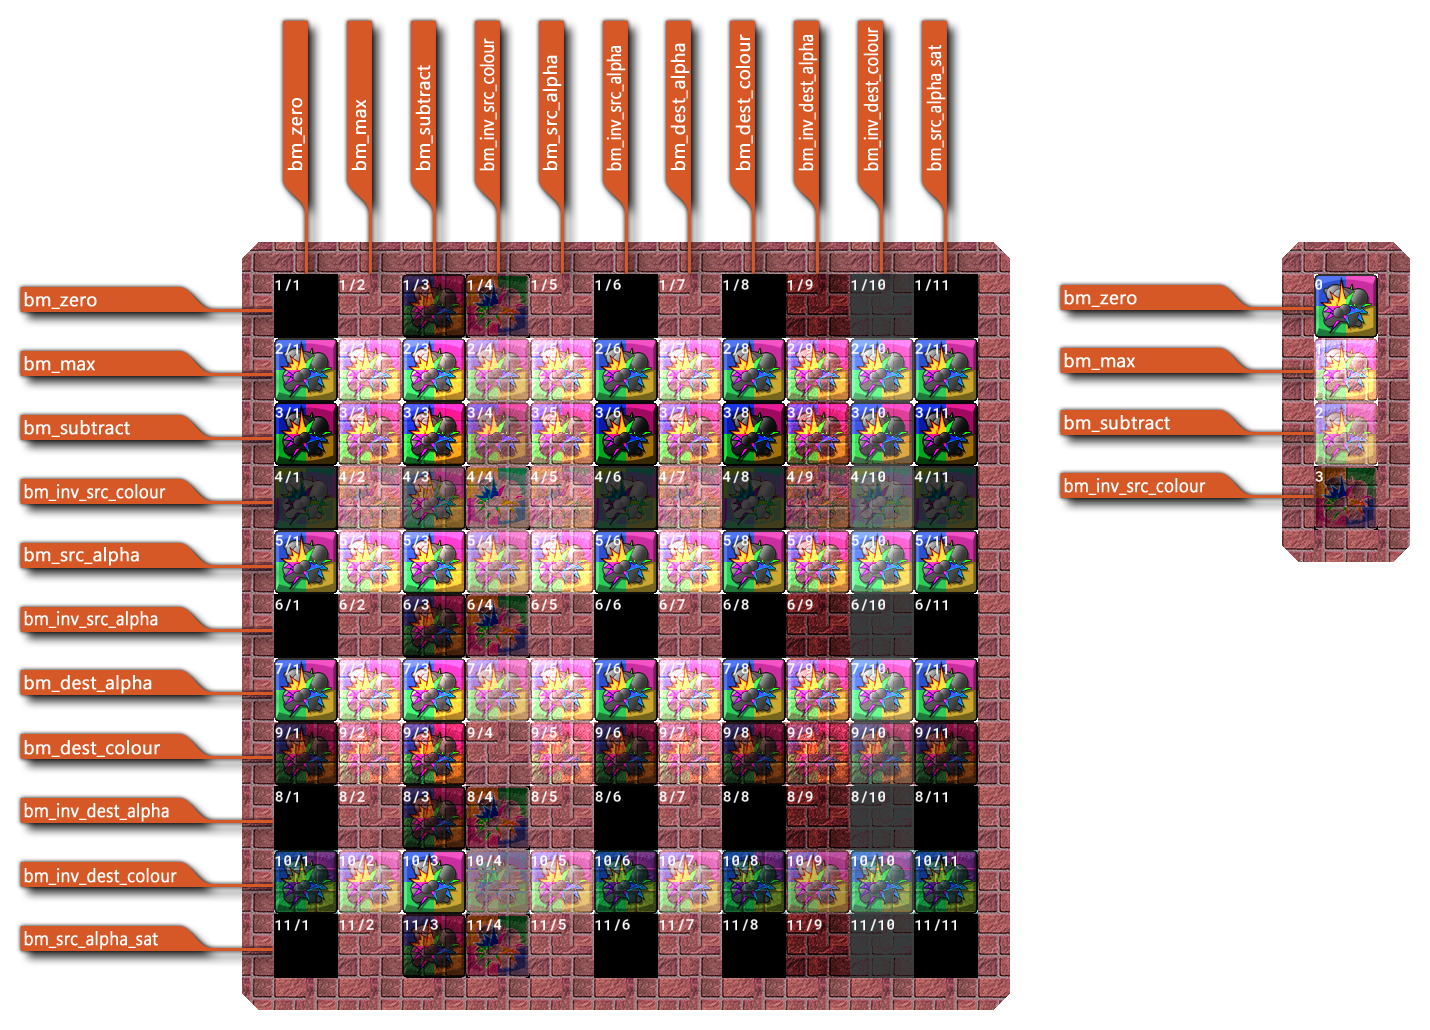 bm_zero
bm_max
bm_subtract
bm_inv_src_colour
bm_src_alpha
bm_inv_src_alpha
bm_dest_alpha
bm_dest_colour
bm_inv_dest_alpha
bm_inv_dest_colour
bm_src_alpha_sat
bm_zero
1/1 1/2 1/3 1/4 1/5 1/6 1/7 1/8 1/9 1/10 1/11
bm_max
2/1 2/2 2/3 2/4 2/5 2/6 2/7 2/8 2/9 2/10 2/11
bm_subtract
3/1 3/2 3/3 3/4 3/5 3/6 3/7 3/8 3/9 3/10 3/11
bm_inv_src_colour
4/1 4/2 4/3 4/4 4/5 4/6 4/7 4/8 4/9 4/10 4/11
bm_src_alpha
5/1 5/2 5/3 5/4 5/5 5/6 5/7 5/8 5/9 5/10 5/11
bm_inv_src_alpha
6/1 6/2 6/3 6/4 6/5 6/6 6/7 6/8 6/9 6/10 6/11
bm_dest_alpha
7/1 7/2 7/3 7/4 7/5 7/6 7/7 7/8 7/9 7/10 7/11
bm_dest_colour
9/1 9/2 9/3 9/4 9/5 9/6 9/7 9/8 9/9 9/10 9/11
bm_inv_dest_alpha
8/1 8/2 8/3 8/4 8/5 8/6 8/7 8/8 8/9 8/10 8/11
bm_inv_dest_colour
10/1 10/2 10/3 10/4 10/5 10/6 10/7 10/8 10/9 10/10 10/11
bm_src_alpha_sat
11/1 11/2 11/3 11/4 11/5 11/6 11/7 11/8 11/9 11/10 11/11
bm_zero
0
bm_max
1
bm_subtract
2
bm_inv_src_colour
3